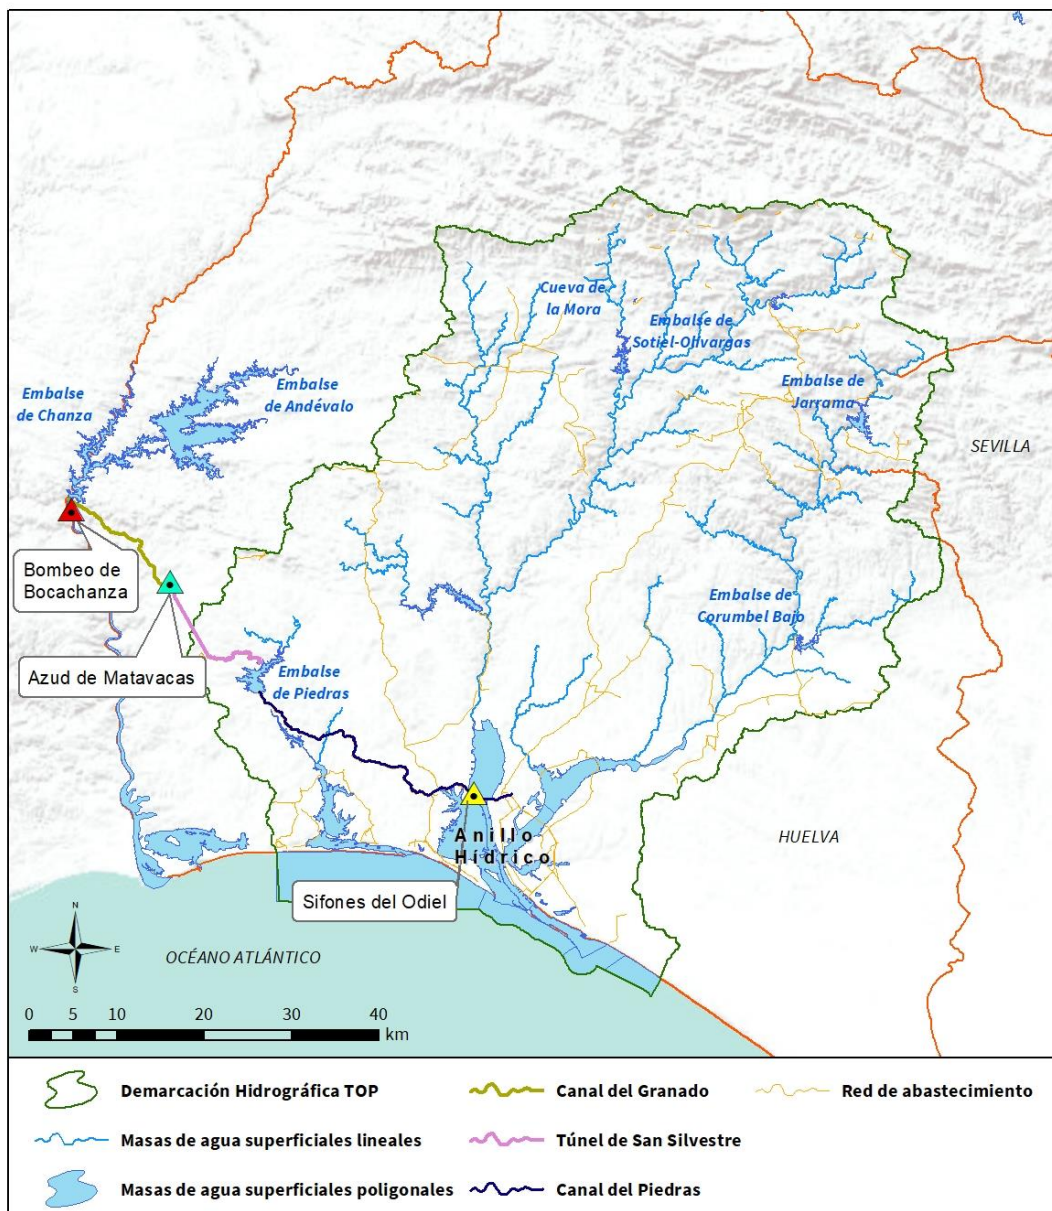 Cueva de
la Mora
Embalse de
Sotiel-Olivargas
Embalse
de Chanza
Embalse
de Andévalo
Embalse de
Jarrama
SEVILLA
Bombeo de
Bocachanza
Embalse de
Corumbel Bajo
Azud de Matavacas
Embalse
de Piedras
Anillo
Hídrico
HUELVA
Sifones del Odiel
N
W
E
S
OCÉANO ATLÁNTICO
0 5 10 20 30 40
km
Demarcación Hidrográfica TOP
Canal del Granado
Red de abastecimiento
Masas de agua superficiales lineales
Túnel de San Silvestre
Masas de agua superficiales poligonales
Canal del Piedras